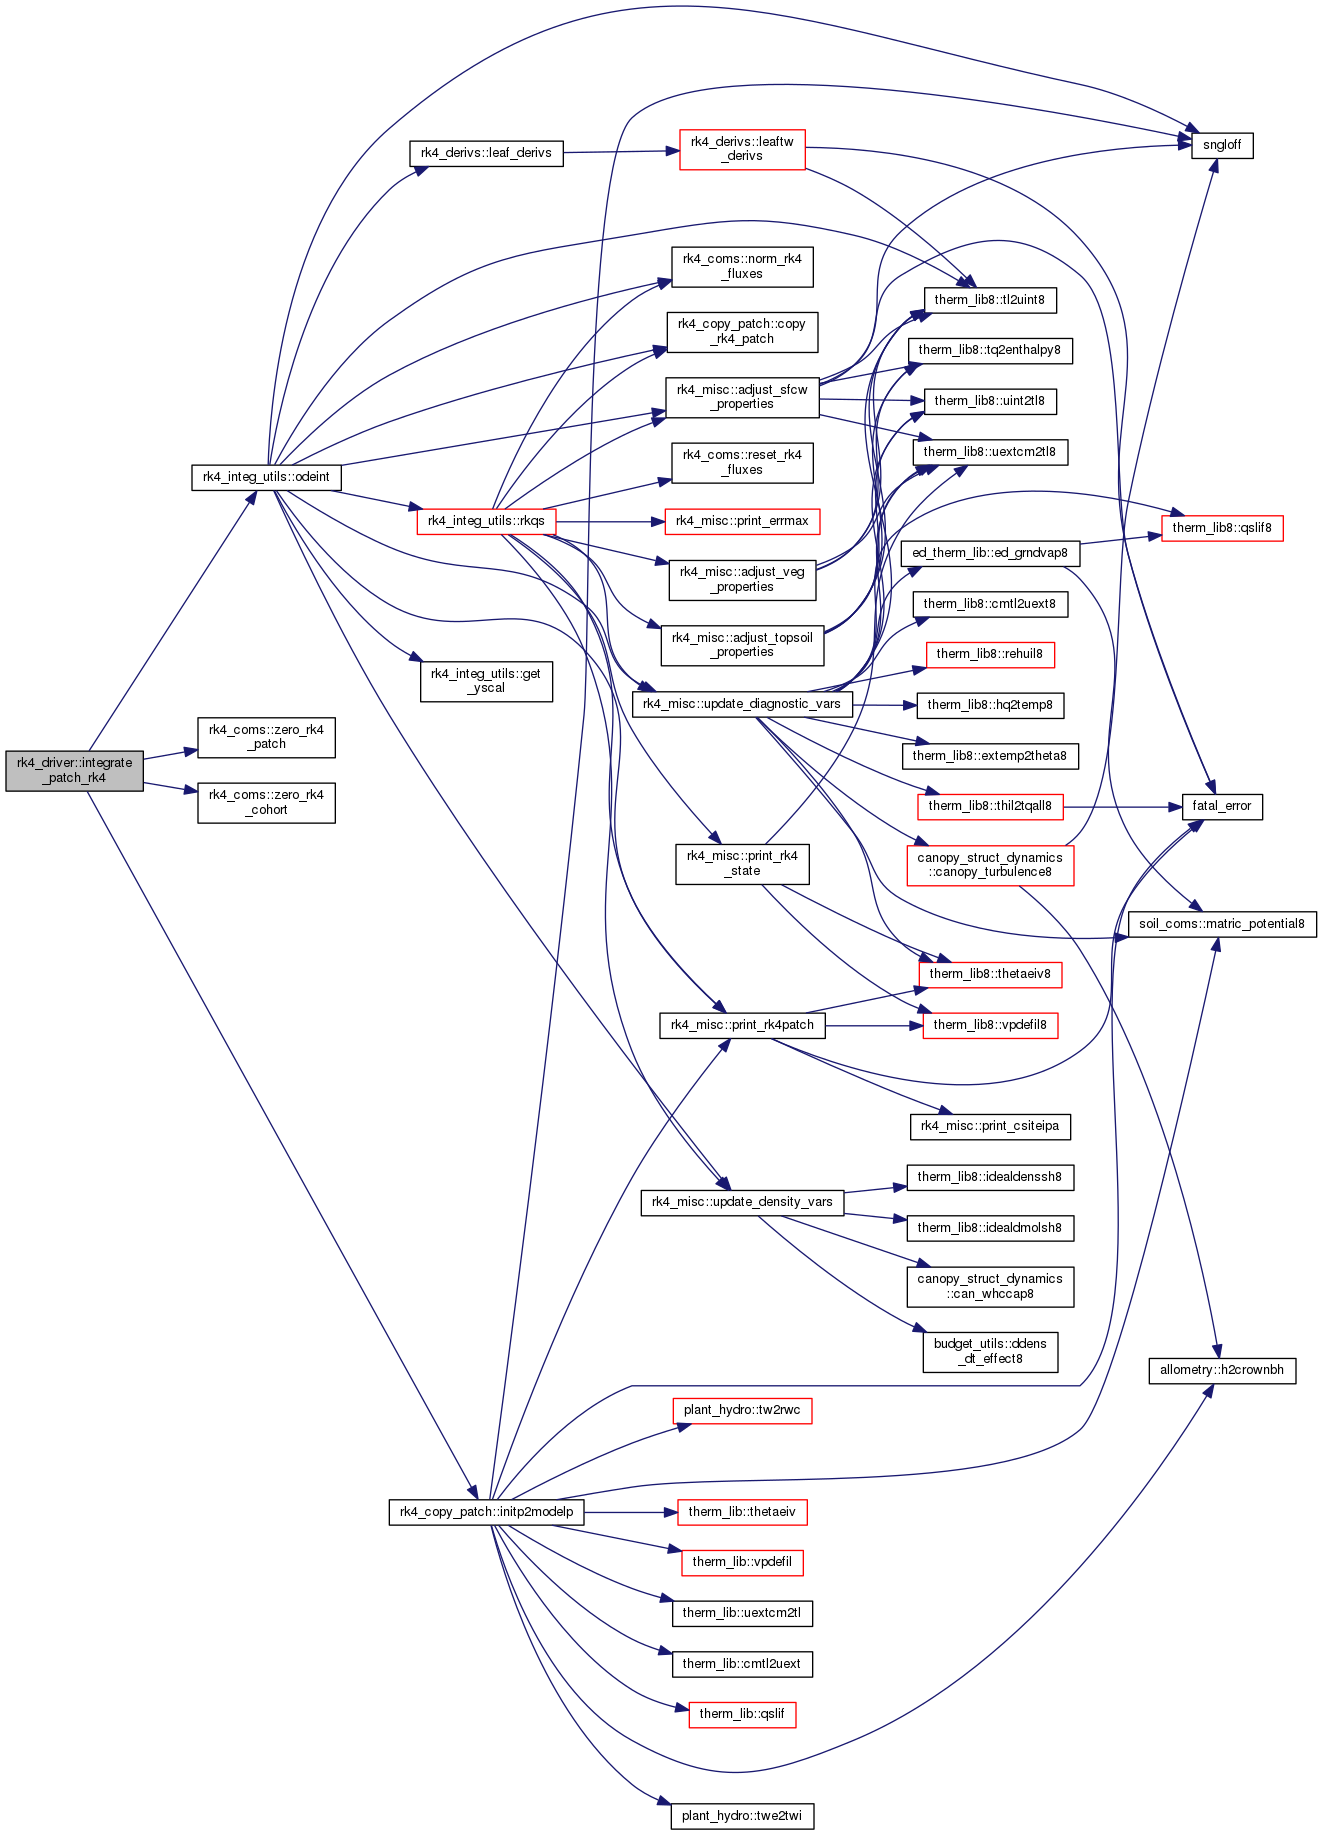 sngloff
rk4_derivs::leaf_derivs
rk4_derivs::leaftw
_derivs
rk4_coms::norm_rk4
_fluxes
therm_lib8::tl2uint8
rk4_copy_patch::copy
_rk4_patch
therm_lib8::tq2enthalpy8
rk4_misc::adjust_sfcw
_properties
therm_lib8::uint2tl8
rk4_integ_utils::odeint
rk4_coms::reset_rk4
_fluxes
therm_lib8::uextcm2tl8
rk4_integ_utils::rkqs
rk4_misc::print_errmax
therm_lib8::qslif8
ed_therm_lib::ed_grndvap8
rk4_misc::adjust_veg
_properties
therm_lib8::cmtl2uext8
rk4_misc::adjust_topsoil
_properties
therm_lib8::rehuil8
rk4_integ_utils::get
_yscal
rk4_misc::update_diagnostic_vars
therm_lib8::hq2temp8
rk4_coms::zero_rk4
_patch
therm_lib8::extemp2theta8
rk4_driver::integrate
_patch_rk4
rk4_coms::zero_rk4
_cohort
therm_lib8::thil2tqall8
fatal_error
rk4_misc::print_rk4
_state
canopy_struct_dynamics
::canopy_turbulence8
soil_coms::matric_potential8
therm_lib8::thetaeiv8
rk4_misc::print_rk4patch
therm_lib8::vpdefil8
rk4_misc::print_csiteipa
therm_lib8::idealdenssh8
rk4_misc::update_density_vars
therm_lib8::idealdmolsh8
canopy_struct_dynamics
::can_whccap8
budget_utils::ddens
_dt_effect8
allometry::h2crownbh
plant_hydro::tw2rwc
rk4_copy_patch::initp2modelp
therm_lib::thetaeiv
therm_lib::vpdefil
therm_lib::uextcm2tl
therm_lib::cmtl2uext
therm_lib::qslif
plant_hydro::twe2twi